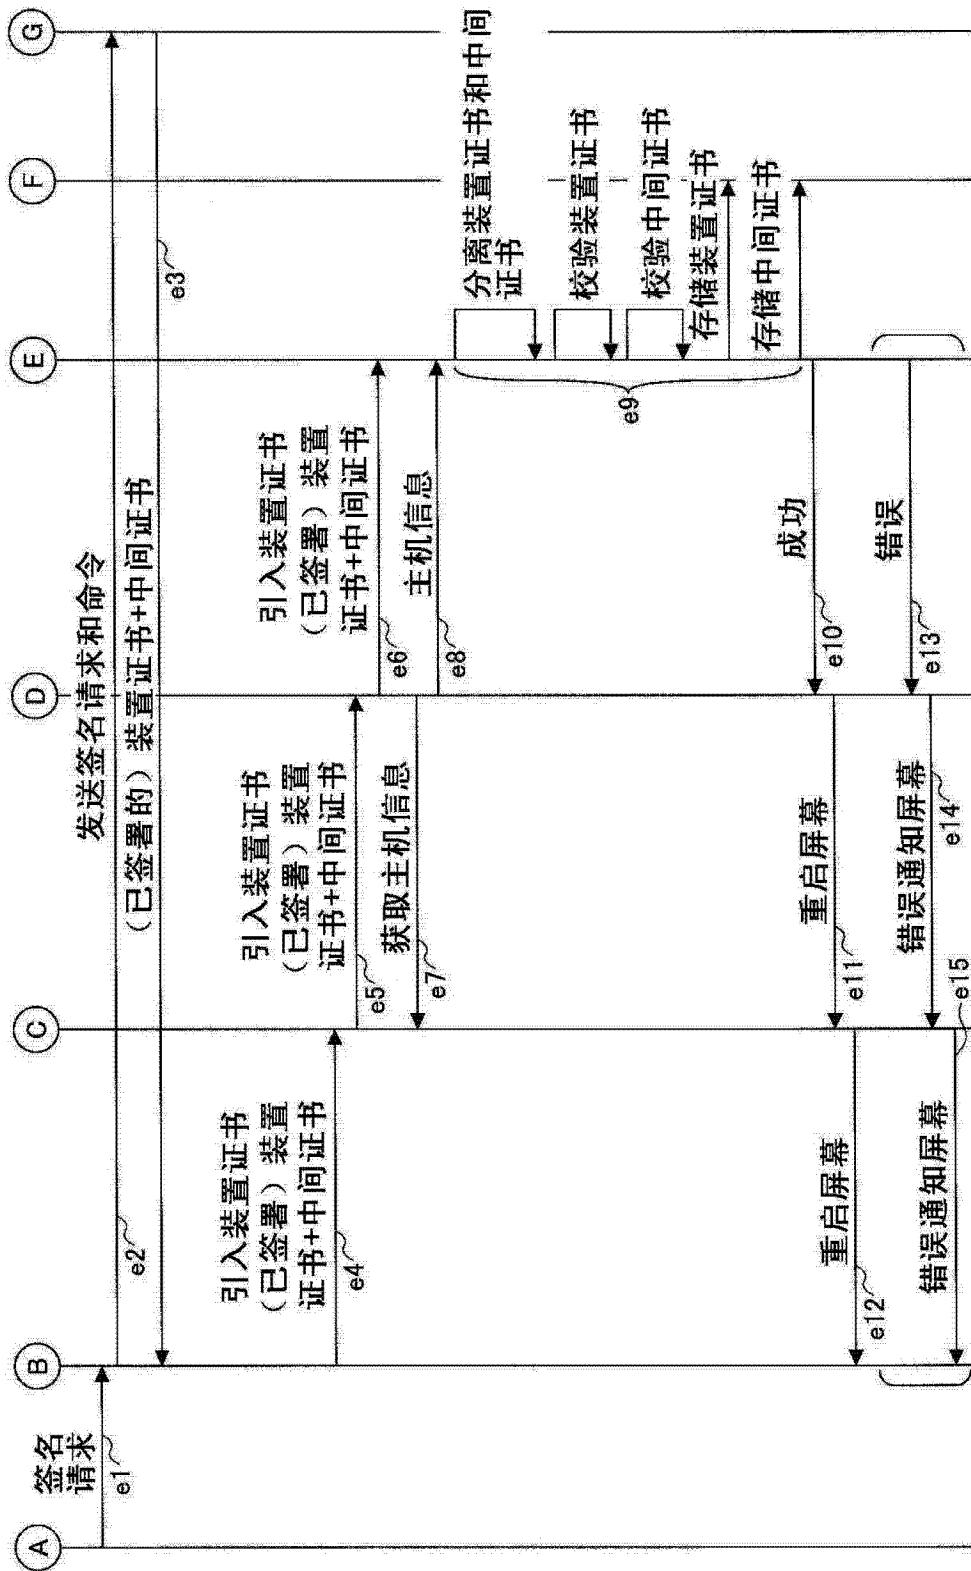 A
B
C
D
E
F
G
签名
请求
e1
发送签名请求和命令
e2
（已签署的）装置证书+中间证书
e3
引入装置证书
（已签署）装置
证书+中间证书
e4
引入装置证书
（已签署）装置
证书+中间证书
e5
引入装置证书
（已签署）装置
证书+中间证书
e6
获取主机信息
e7
主机信息
e8
分离装置证书和中间
证书
校验装置证书
校验中间证书
存储装置证书
存储中间证书
e9
成功
e10
重启屏幕
e11
重启屏幕
e12
错误
e13
错误通知屏幕
e14
错误通知屏幕
e15